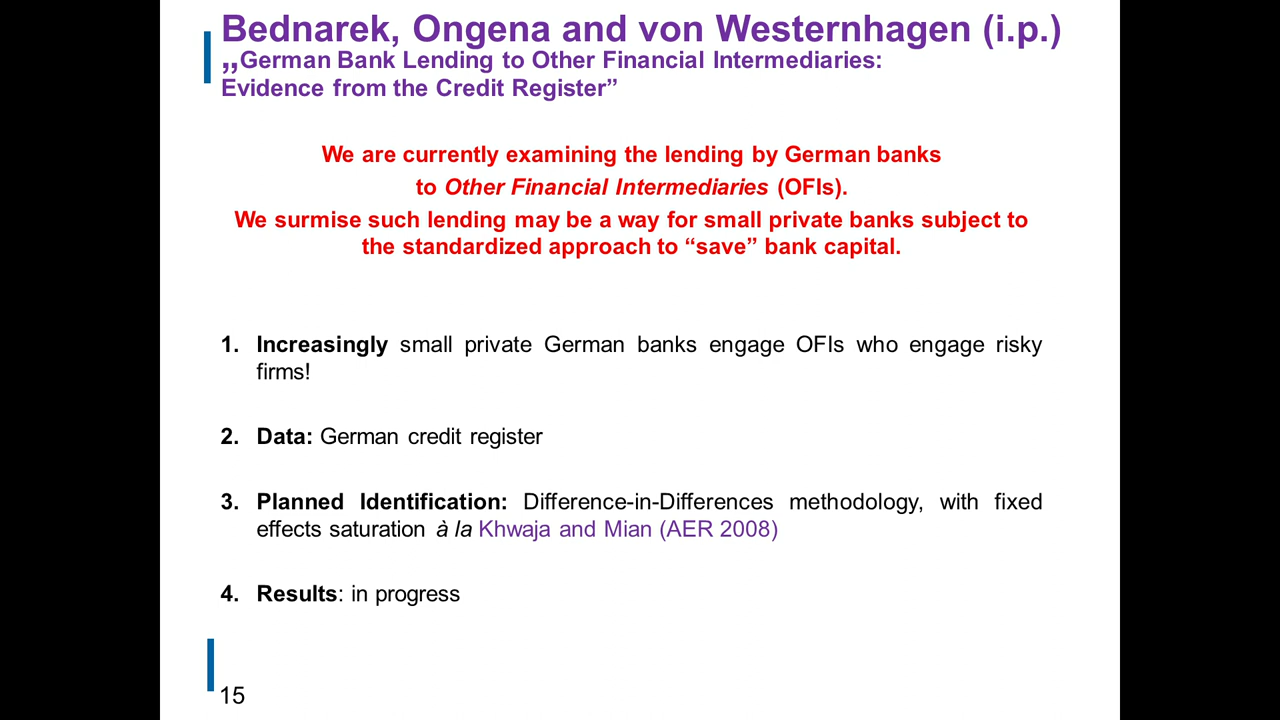 Bednarek, Ongena and von Westernhagen (i.p.)
„German Bank Lending to Other Financial Intermediaries:
Evidence from the Credit Register”
We are currently examining the lending by German banks
to Other Financial Intermediaries (OFIs).
We surmise such lending may be a way for small private banks subject to
the standardized approach to “save” bank capital.
1. Increasingly small private German banks engage OFIs who engage risky
firms!
2. Data: German credit register
3. Planned Identification: Difference-in-Differences methodology, with fixed
effects saturation à la Khwaja and Mian (AER 2008)
4. Results: in progress
15